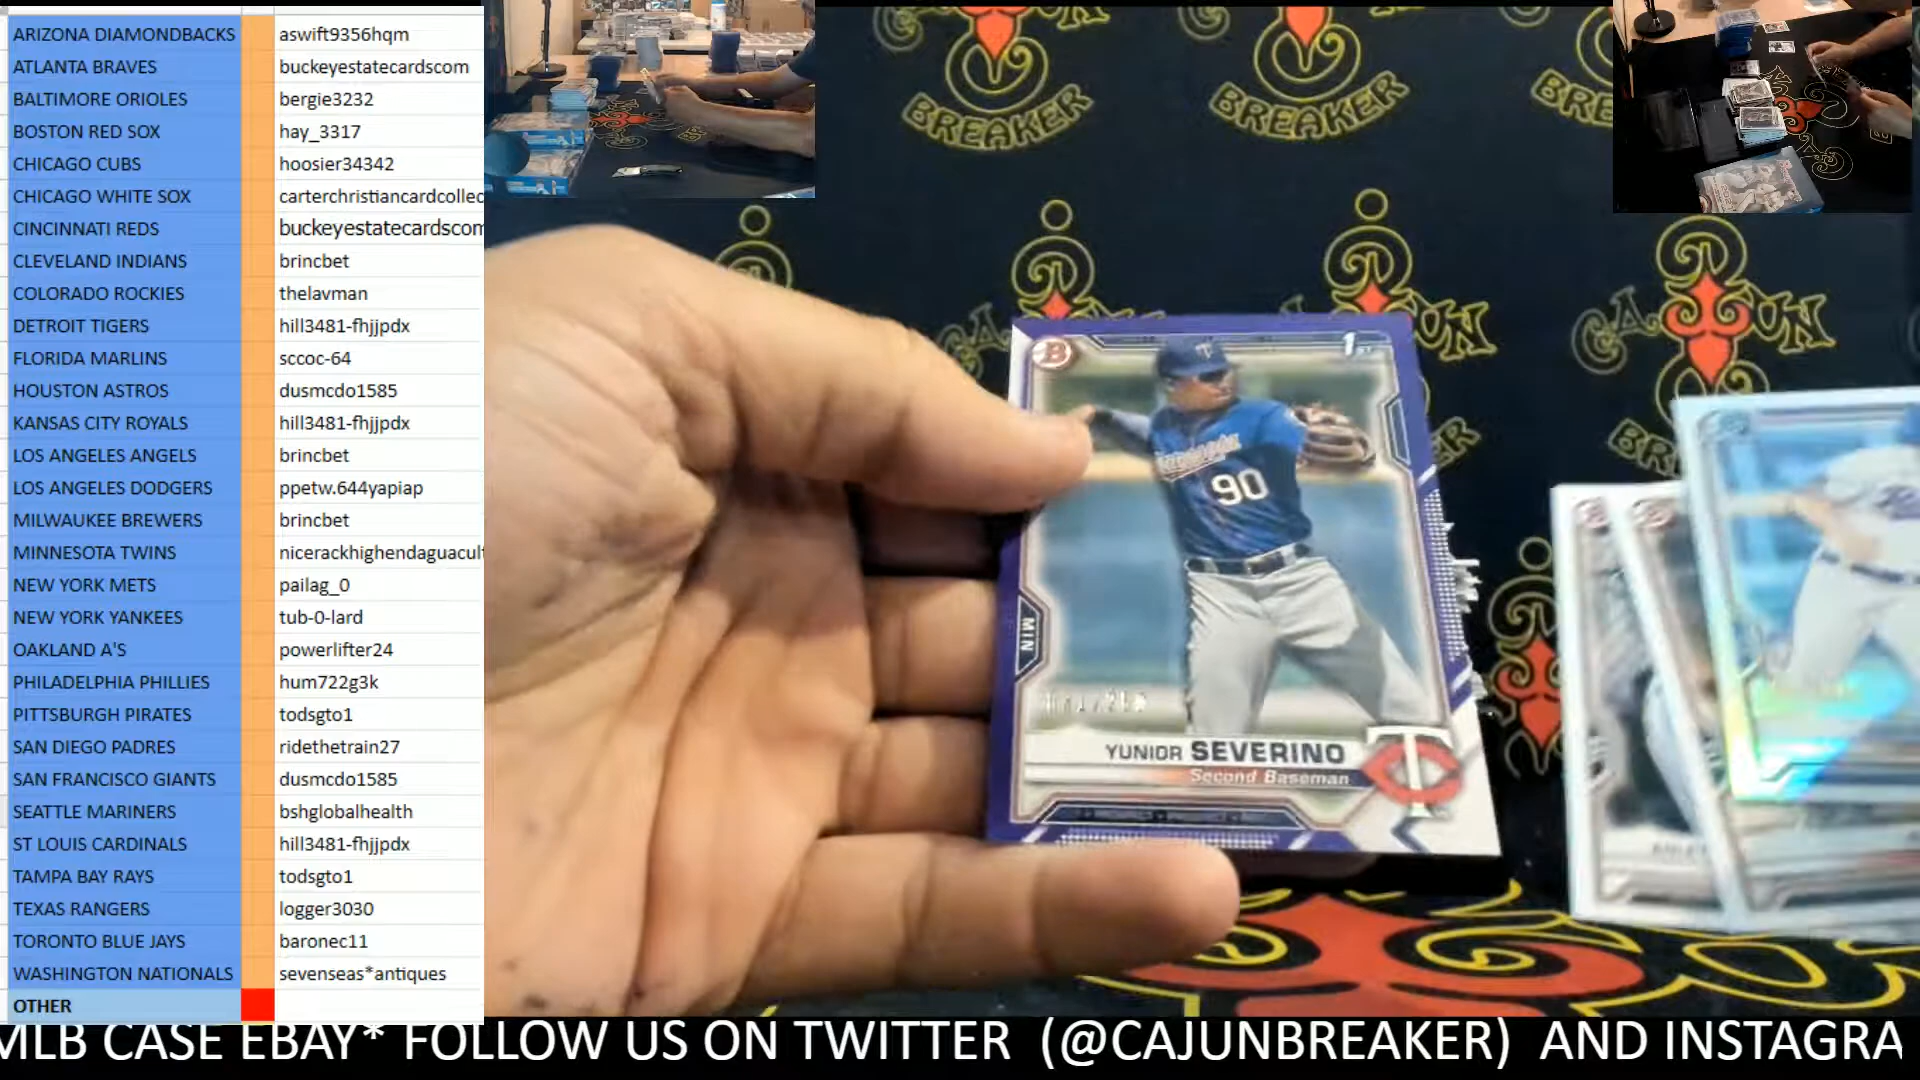 ARIZONA DIAMONDBACKS aswift9356hqm
ATLANTA BRAVES buckeyestatecardscom
BALTIMORE ORIOLES bergie3232
BOSTON RED SOX hay_3317
CHICAGO CUBS hoosier34342
CHICAGO WHITE SOX carterchristiancardcollec
CINCINNATI REDS buckeyestatecardscom
CLEVELAND INDIANS brincbet
COLORADO ROCKIES thelavman
DETROIT TIGERS hill3481-fhjjpdx
FLORIDA MARLINS sccoc-64
HOUSTON ASTROS dusmcdo1585
KANSAS CITY ROYALS hill3481-fhjjpdx
LOS ANGELES ANGELS brincbet
LOS ANGELES DODGERS ppetw.644yapiap
MILWAUKEE BREWERS brincbet
MINNESOTA TWINS nicerackhighendaguacult
NEW YORK METS pailag_0
NEW YORK YANKEES tub-0-lard
OAKLAND A'S powerlifter24
PHILADELPHIA PHILLIES hum722g3k
PITTSBURGH PIRATES todsgto1
SAN DIEGO PADRES ridethetrain27
SAN FRANCISCO GIANTS dusmcdo1585
SEATTLE MARINERS bshglobalhealth
ST LOUIS CARDINALS hill3481-fhjjpdx
TAMPA BAY RAYS todsgto1
TEXAS RANGERS logger3030
TORONTO BLUE JAYS baronec11
WASHINGTON NATIONALS sevenseas*antiques
OTHER
BREAKER
BREAKER
CAJUN
B
1ST
90
MIN
YUNIOR SEVERINO
Second Baseman
TC
MLB CASE EBAY* FOLLOW US ON TWITTER (@CAJUNBREAKER) AND INSTAGRA